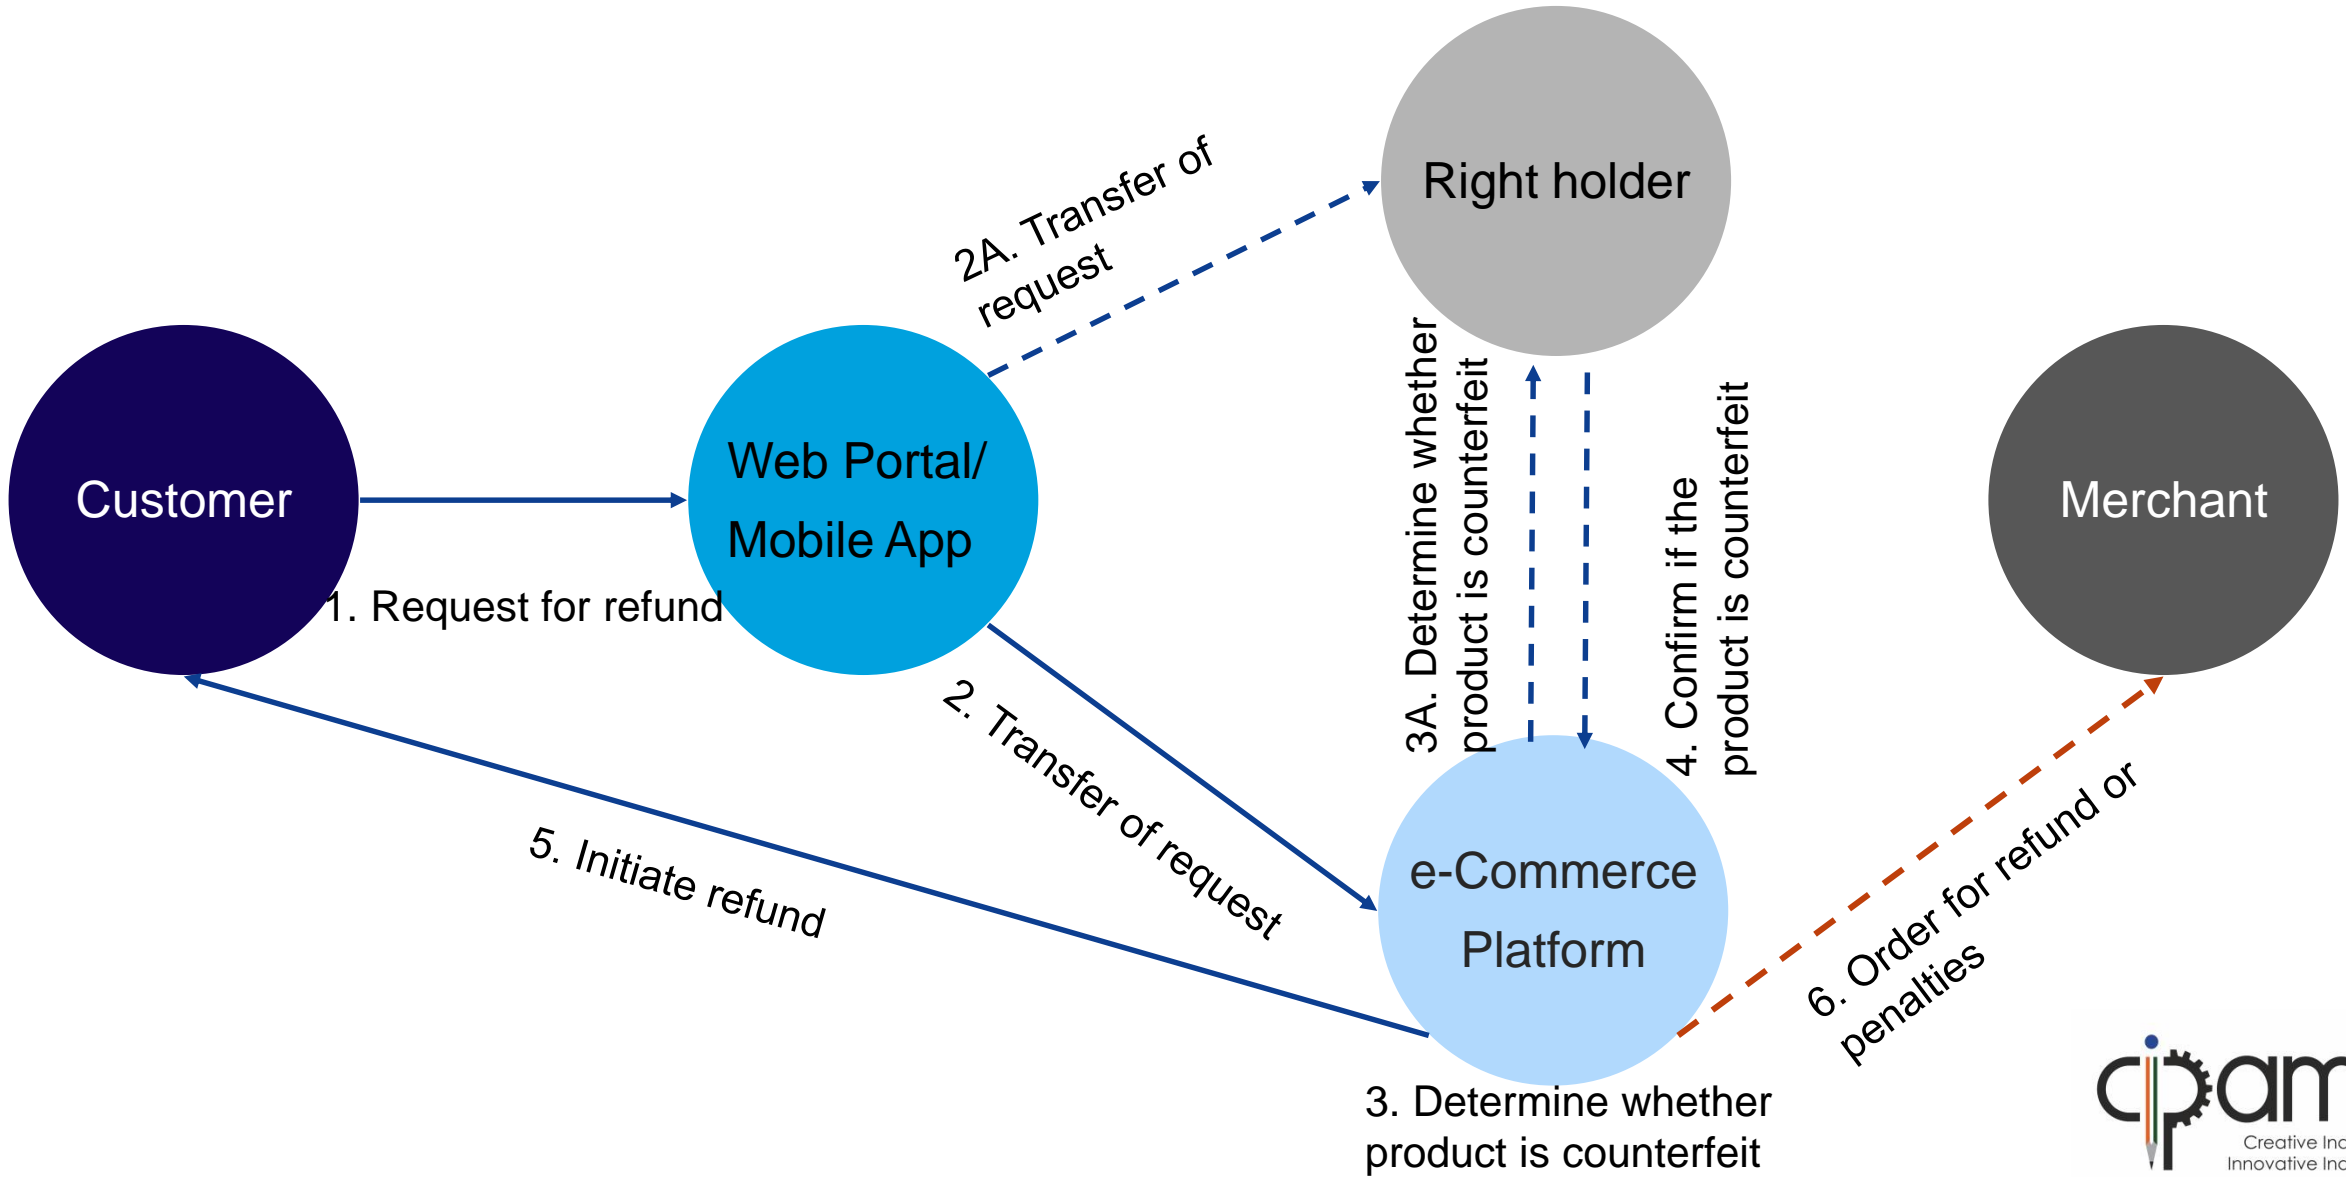 Right holder
2A. Transfer of
request
Customer
Web Portal/
Mobile App
Merchant
1. Request for refund
3A. Determine whether
product is counterfeit
4. Confirm if the
product is counterfeit
2. Transfer of request
5. Initiate refund
e-Commerce
Platform
6. Order for refund or
penalties
3. Determine whether
product is counterfeit
cipam
Creative
Innovative